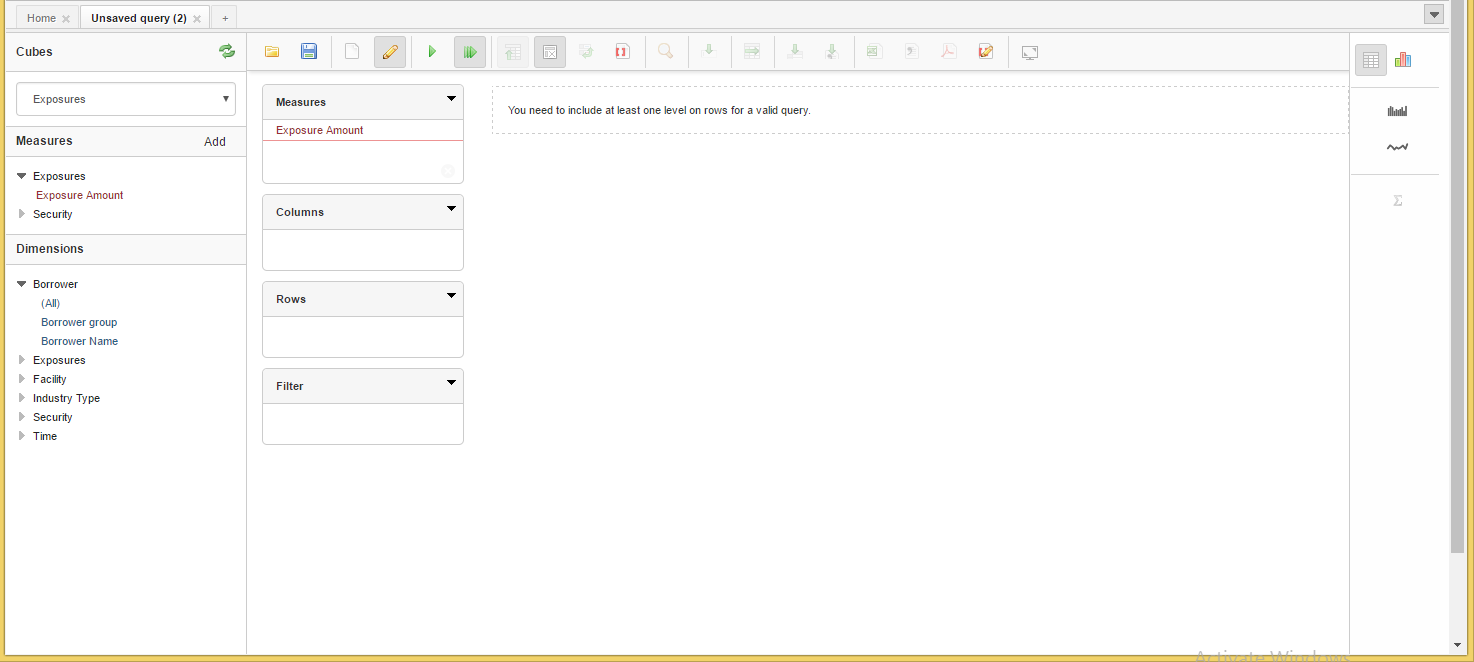 Home
Unsaved query (2)
+
Cubes
Exposures
Measures Add
Exposures
Exposure Amount
Security
Dimensions
Borrower
(All)
Borrower group
Borrower Name
Exposures
Facility
Industry Type
Security
Time
Measures
Exposure Amount
Columns
Rows
Filter
You need to include at least one level on rows for a valid query.
Σ
Activate Windows